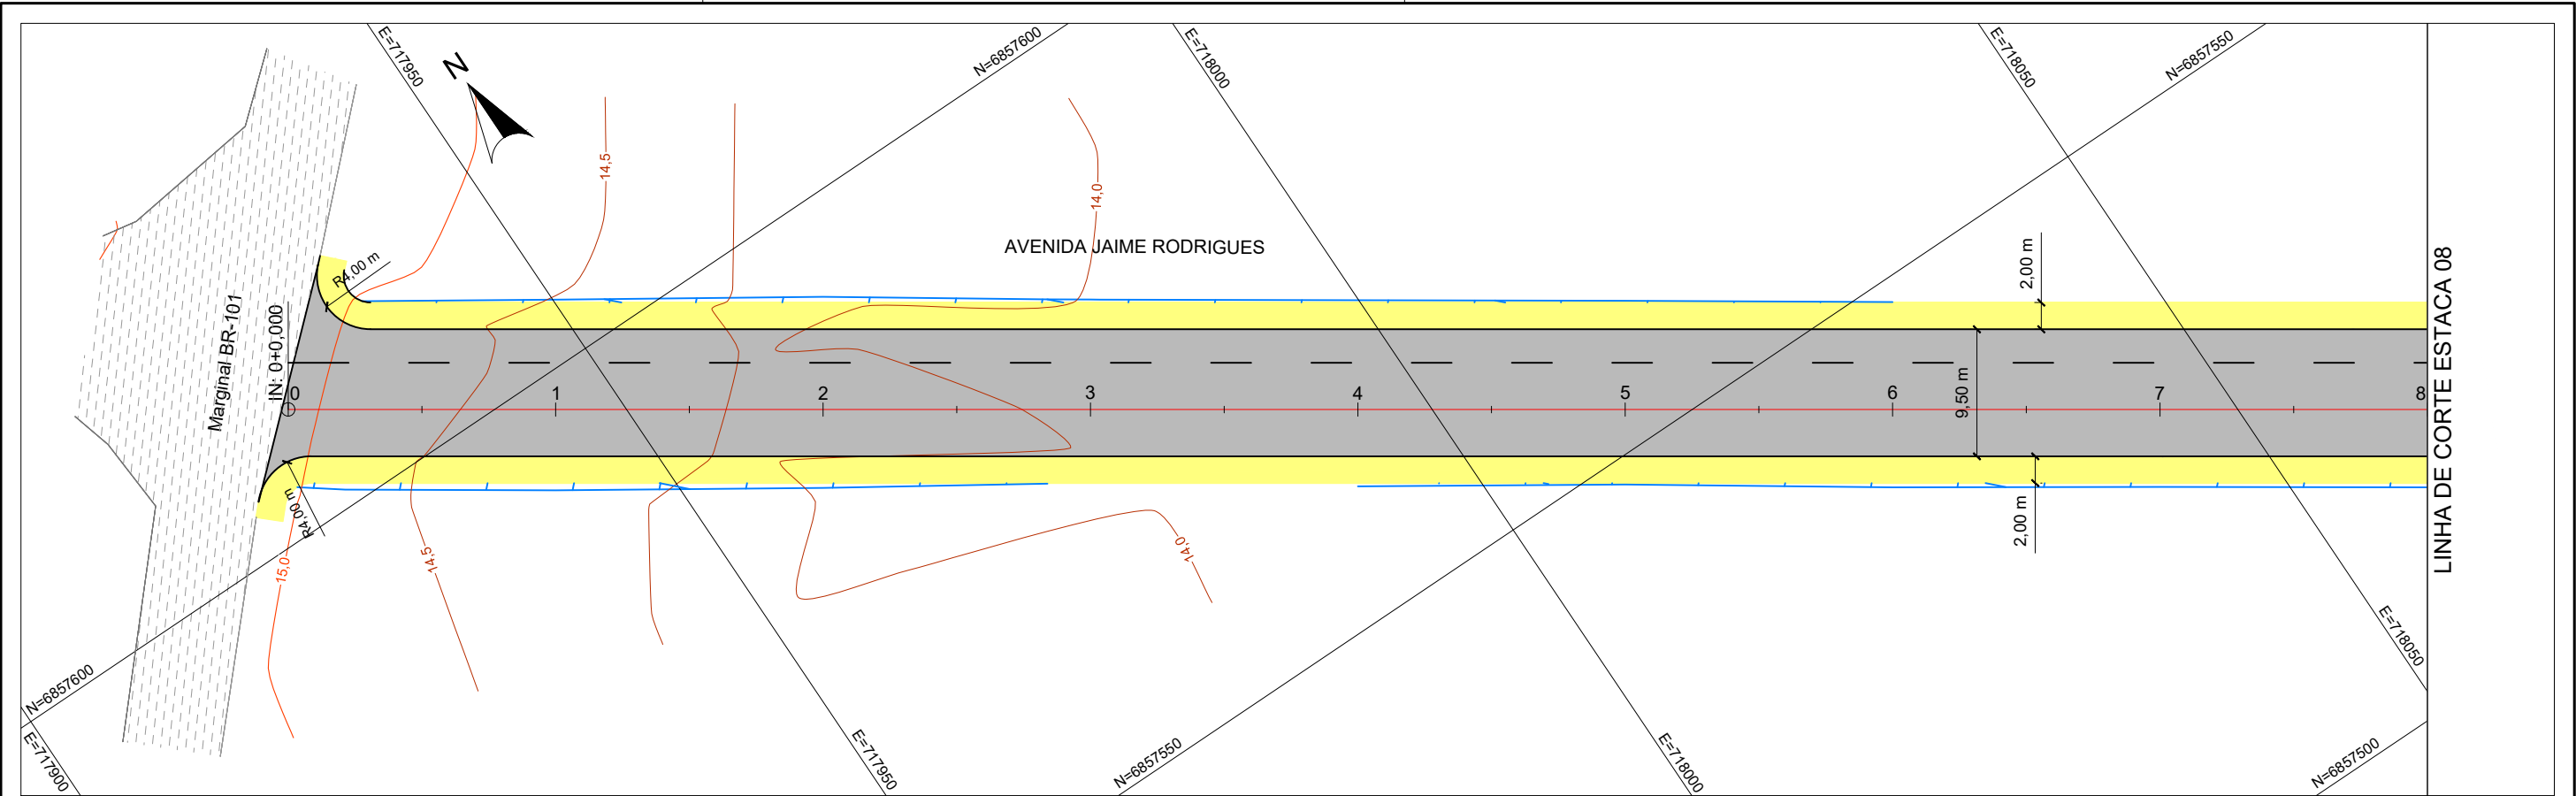 E=717950
N
N=6857600
E=718000
E=718050
N=6857550
14,5
14,0
AVENIDA JAIME RODRIGUES
R4,00 m
2,00 m
Marginal BR-101
IN: 0+0,000
0
1
2
3
4
5
6
7
8
9,50 m
LINHA DE CORTE ESTACA 08
R4,00 m
2,00 m
15,0
14,5
14,0
N=6857600
E=717900
E=717950
N=6857550
E=718000
E=718050
N=6857500